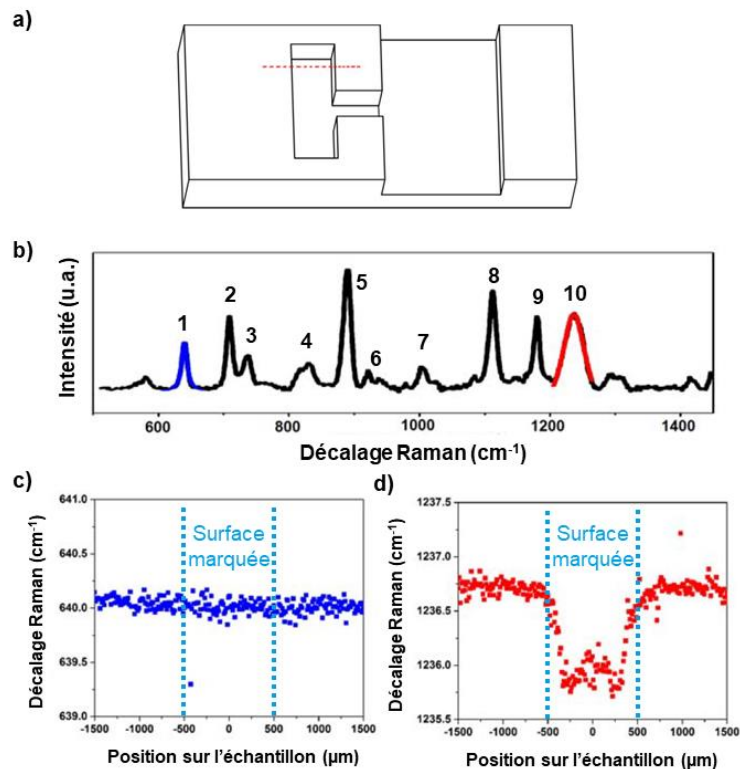 a)
b)
Intensité (u.a.)
1
2
3
4
5
6
7
8
9
10
600
800
1000
1200
1400
Décalage Raman (cm-1)
c)
Décalage Raman (cm-1)
641.0
640.5
640.0
639.5
639.0
Surface
marquée
-1500
-1000
-500
0
500
1000
1500
Position sur l'échantillon (µm)
d)
Décalage Raman (cm-1)
1237.5
1237.0
1236.5
1236.0
1235.5
Surface
marquée
-1500
-1000
-500
0
500
1000
1500
Position sur l'échantillon (µm)